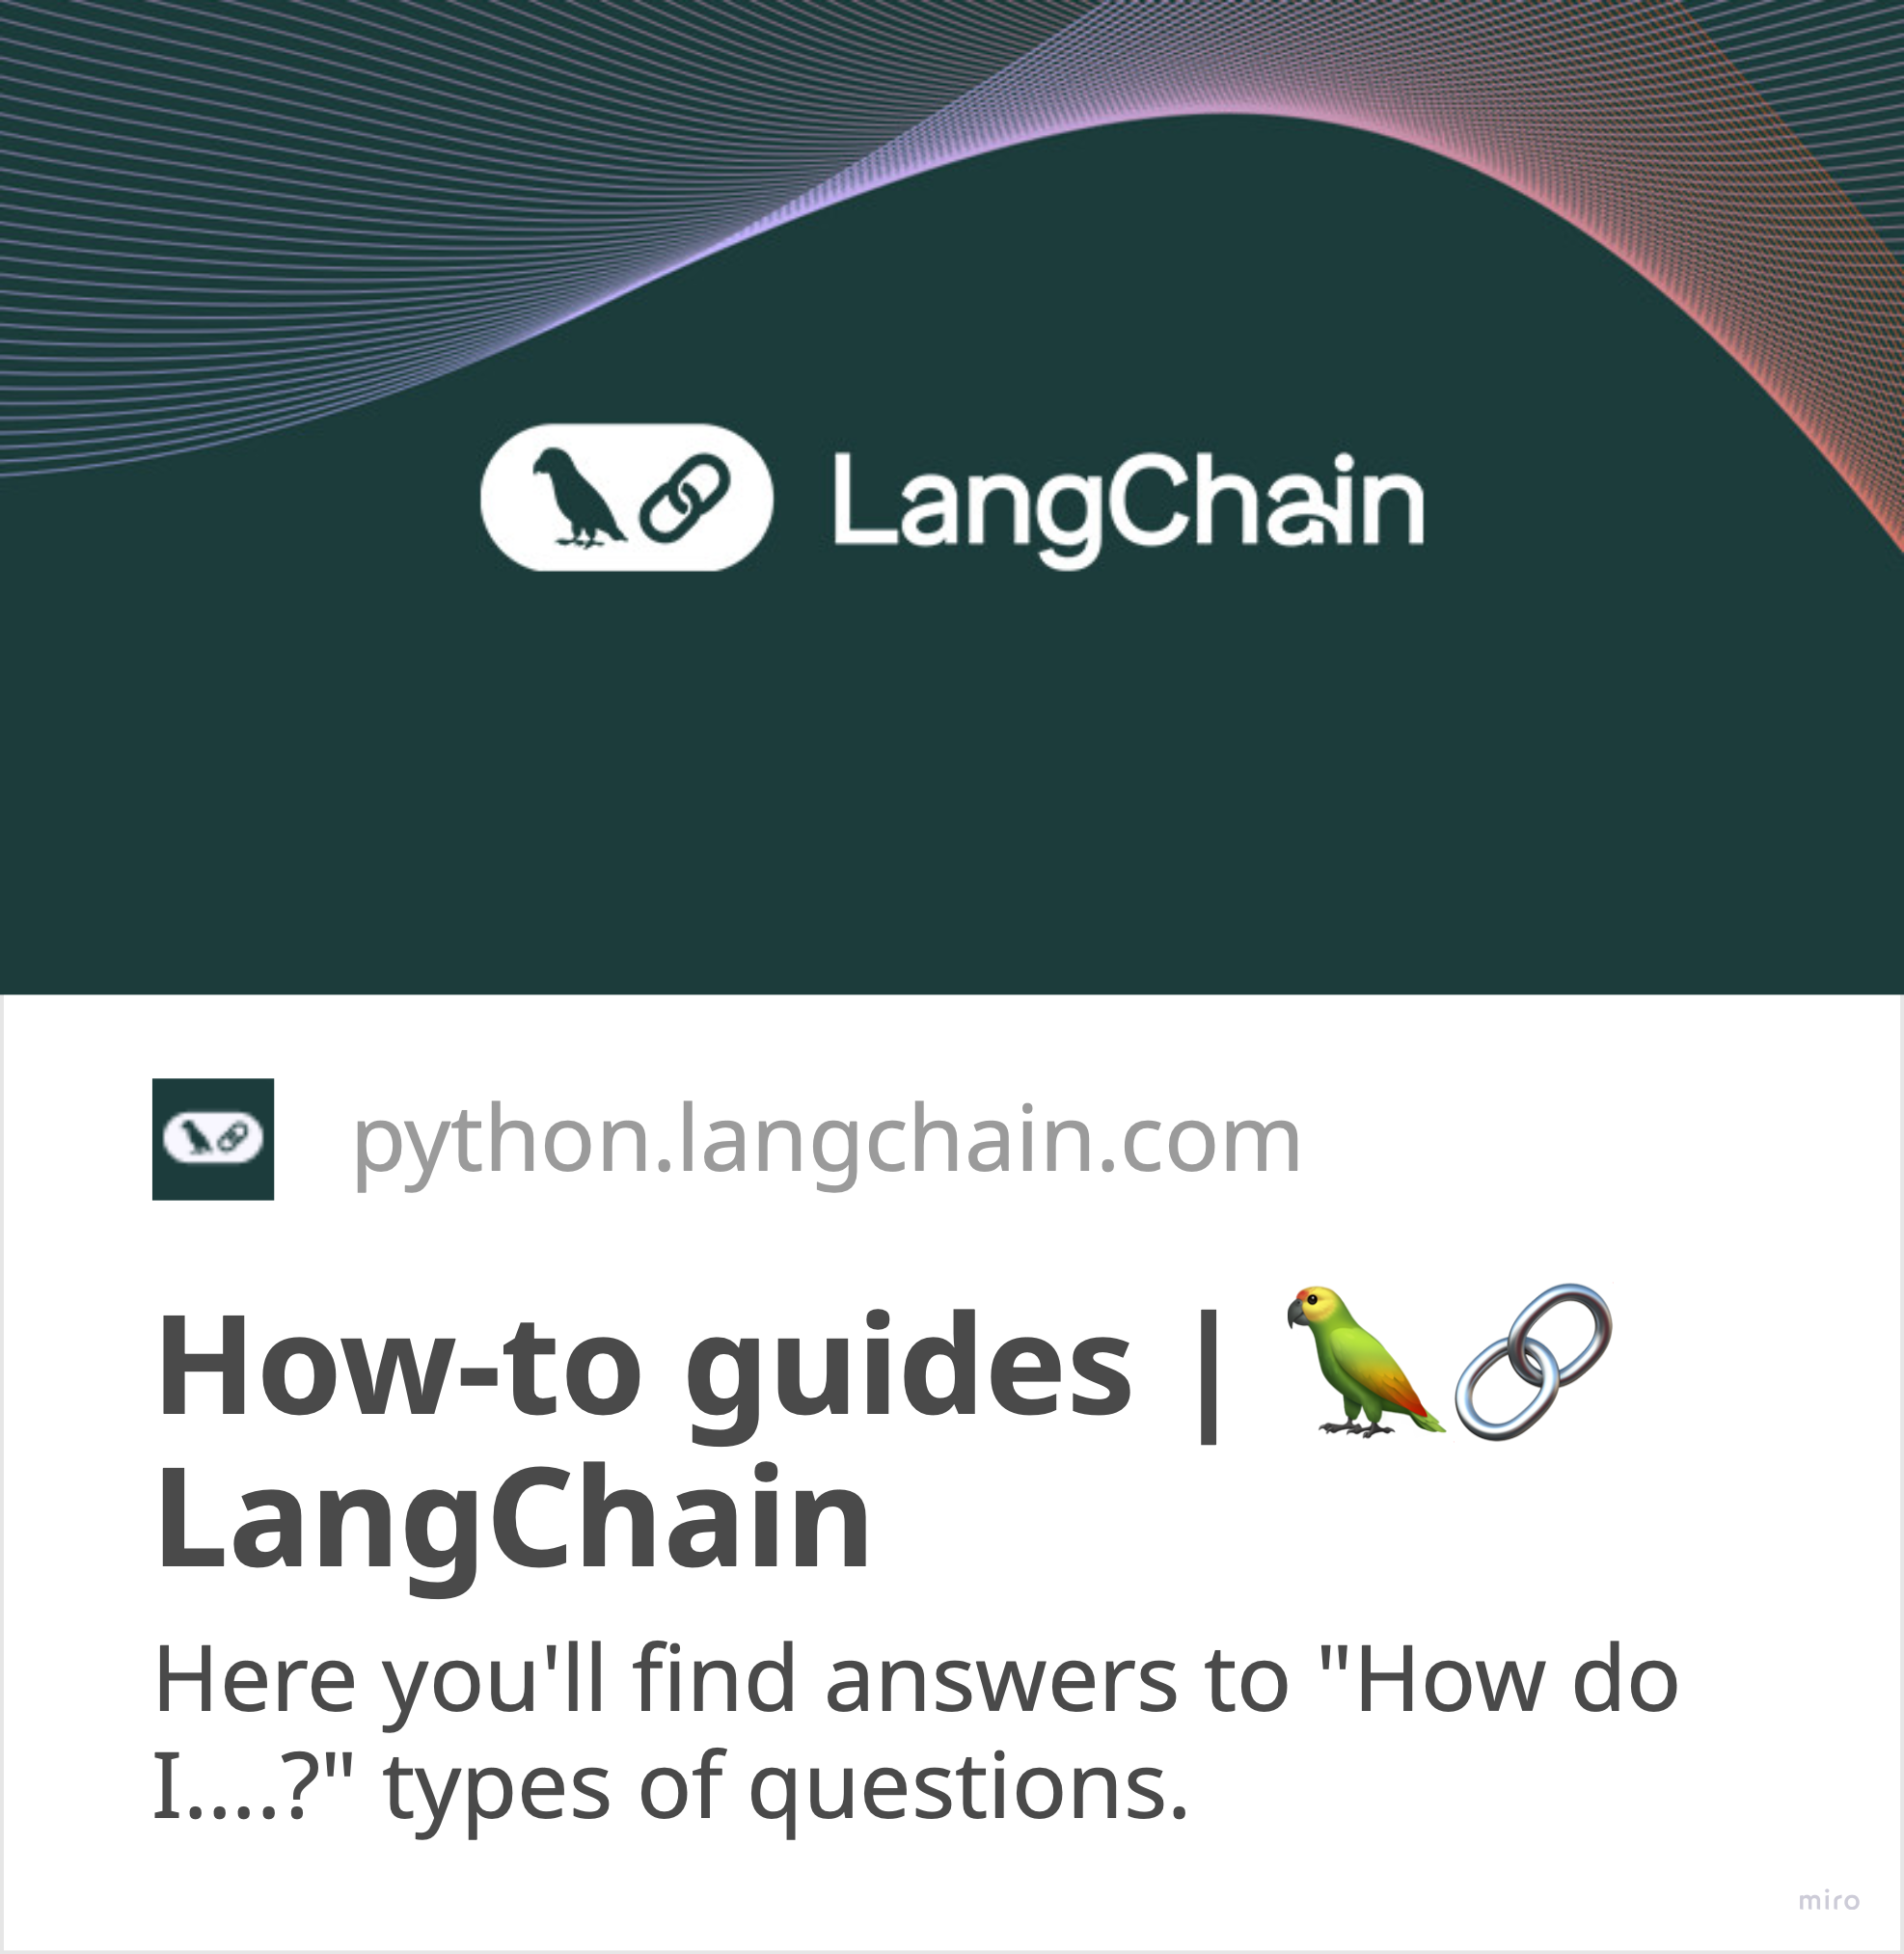 LangChain
python.langchain.com
How-to guides | 🦜🔗
LangChain
Here you'll find answers to "How do
I....?" types of questions.
miro